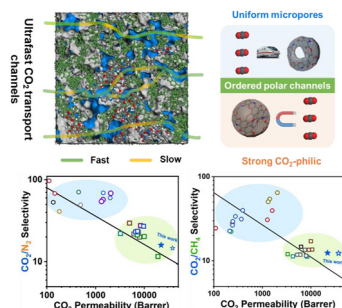 Ultrafast CO₂ transport
channels
Uniform micropores
Ordered polar channels
Fast
Slow
Strong CO₂-philic
CO₂/N₂ Selectivity
100
10
This work
100
1000
10000
CO₂ Permeability (Barrer)
CO₂/CH₄ Selectivity
100
10
This work
100
1000
10000
CO₂ Permeability (Barrer)